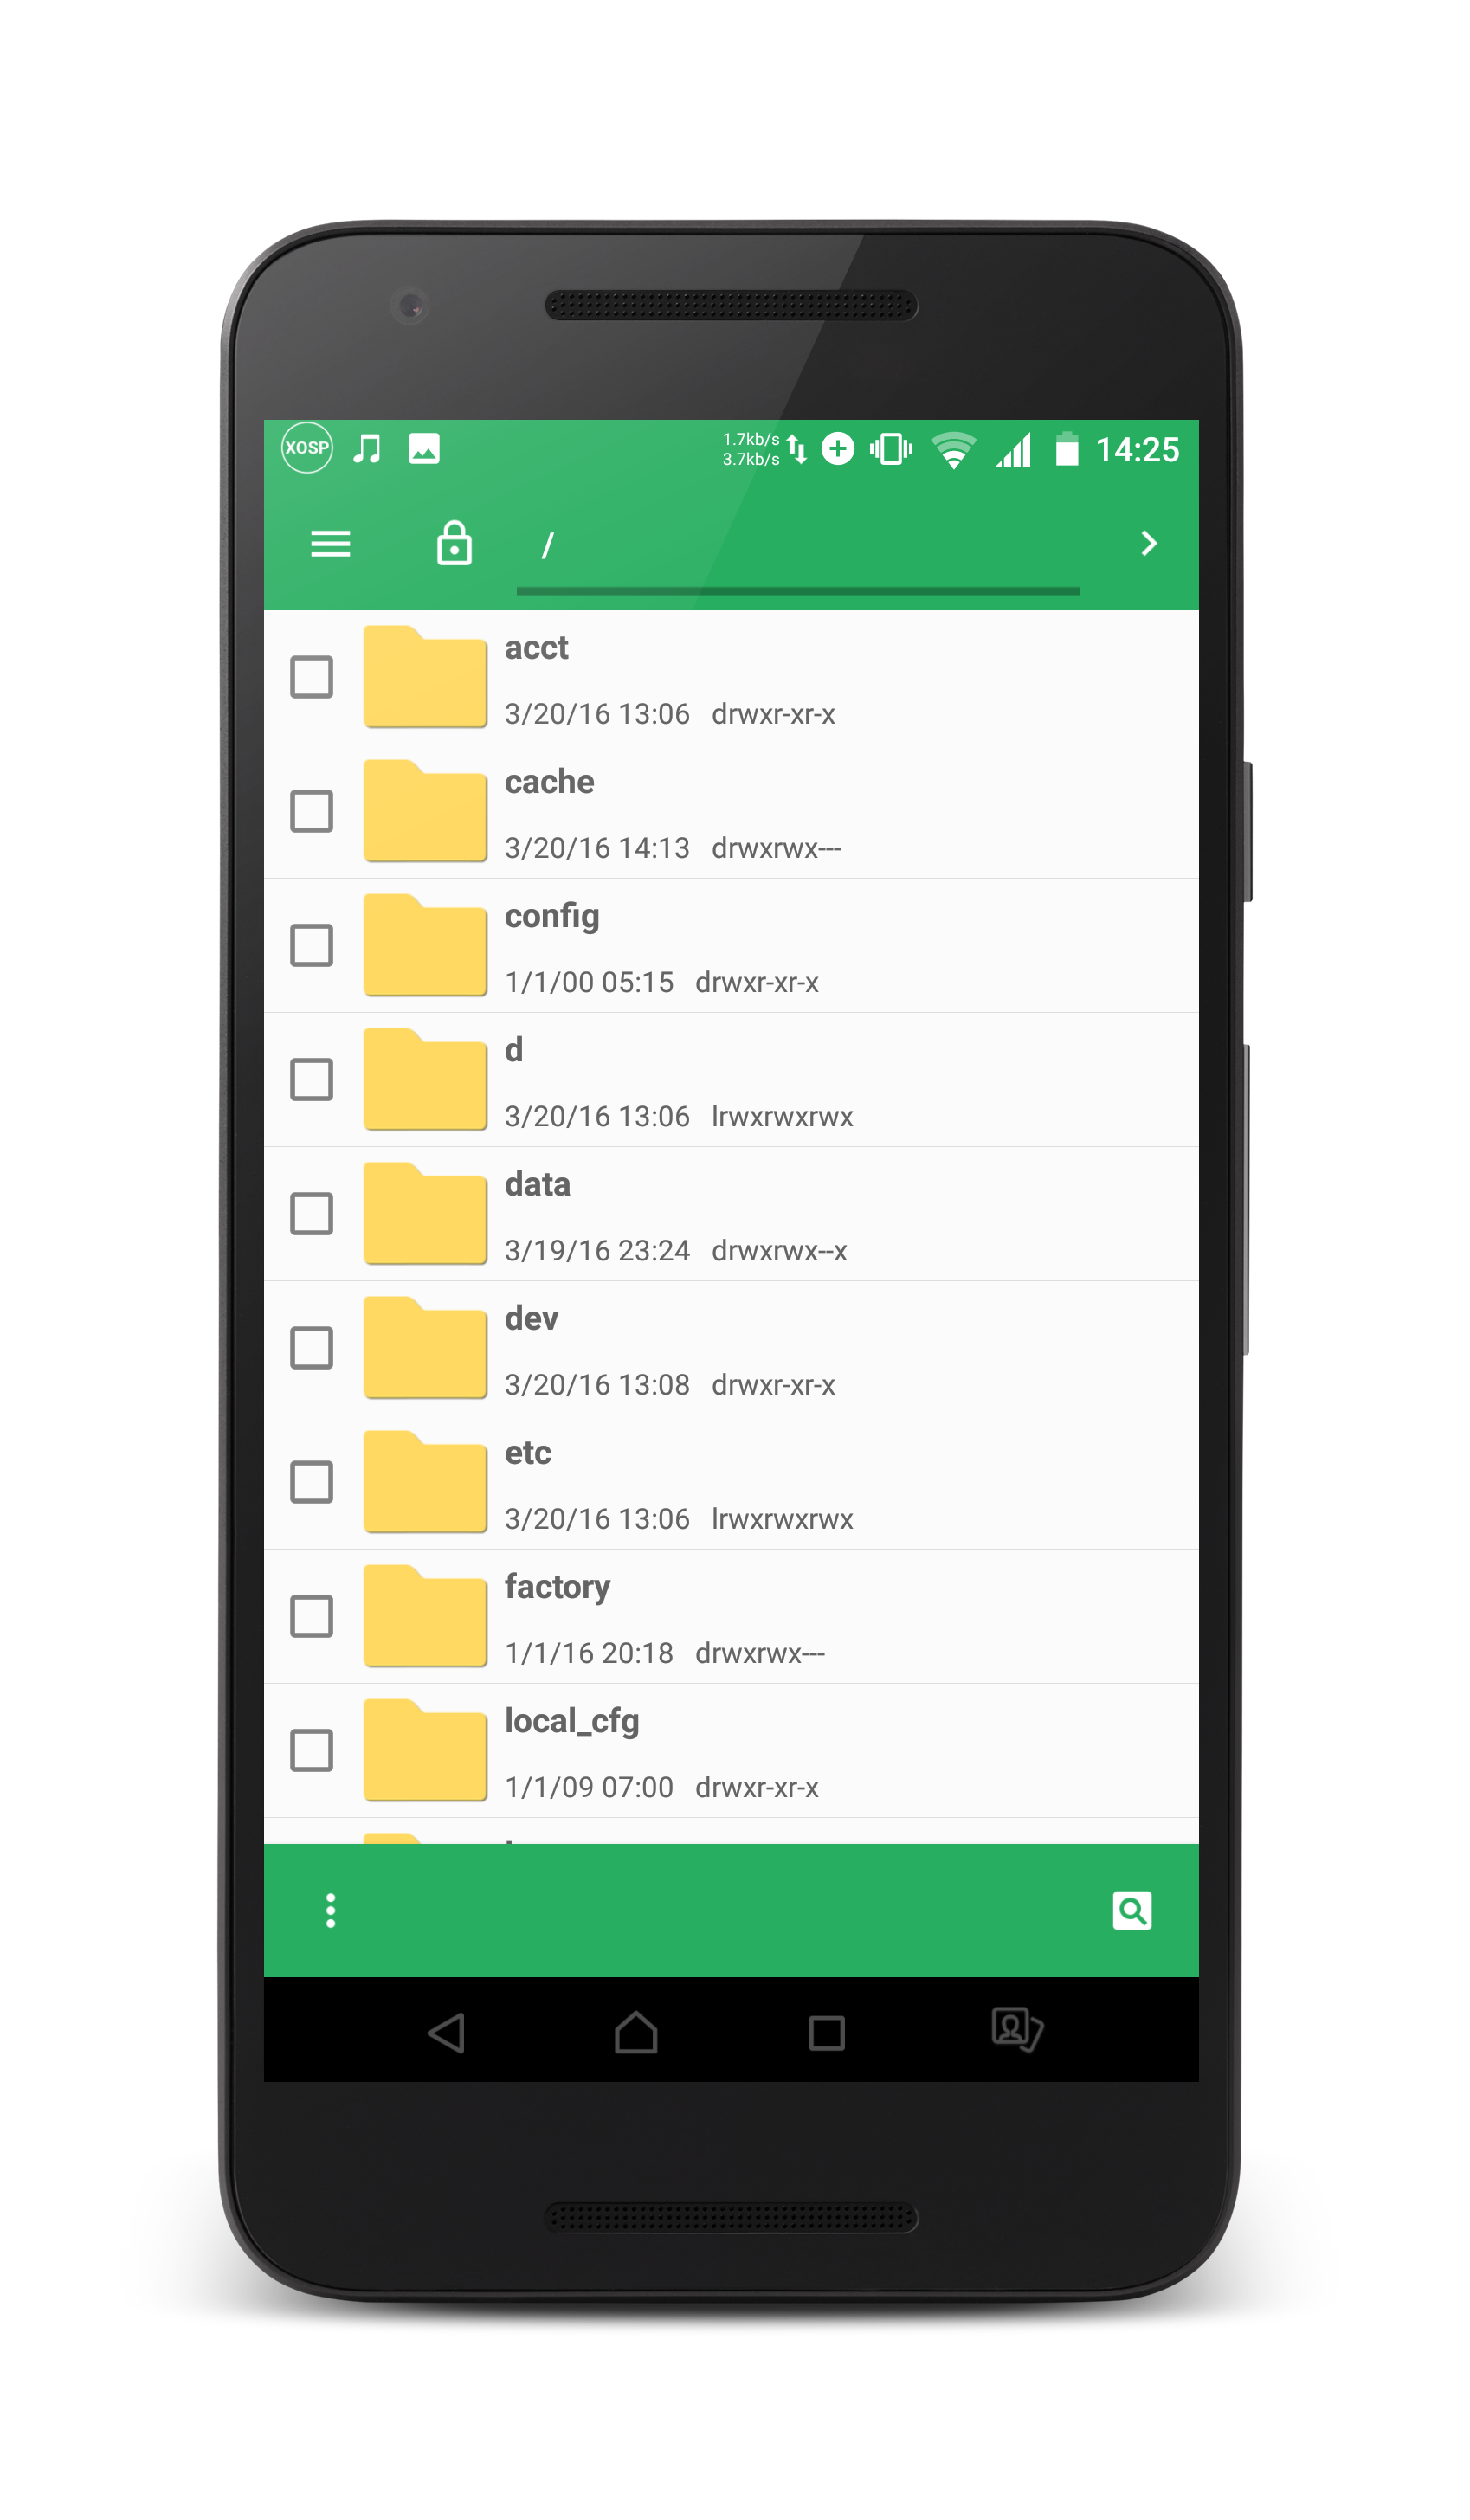 XOSP 1.7kb/s 14:25
3.7kb/s
/
acct
3/20/16 13:06 drwxr-xr-x
cache
3/20/16 14:13 drwxrwx---
config
1/1/00 05:15 drwxr-xr-x
d
3/20/16 13:06 lrwxrwxrwx
data
3/19/16 23:24 drwxrwx--x
dev
3/20/16 13:08 drwxr-xr-x
etc
3/20/16 13:06 lrwxrwxrwx
factory
1/1/16 20:18 drwxrwx---
local_cfg
1/1/09 07:00 drwxr-xr-x